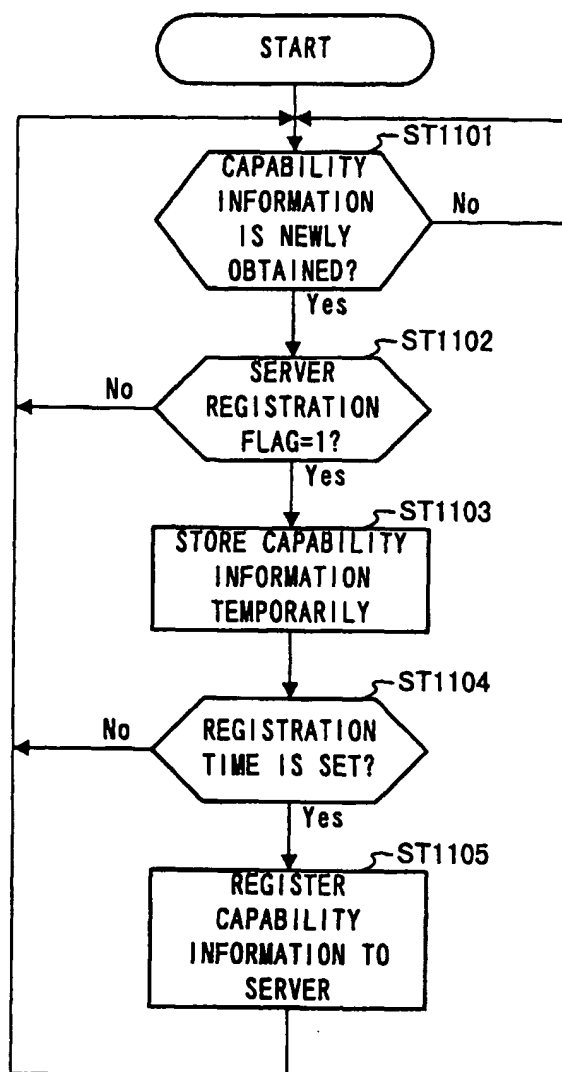 START
ST1101
CAPABILITY
INFORMATION
IS NEWLY
OBTAINED?
No
Yes
ST1102
SERVER
REGISTRATION
FLAG=1?
No
Yes
ST1103
STORE CAPABILITY
INFORMATION
TEMPORARILY
ST1104
REGISTRATION
TIME IS SET?
No
Yes
ST1105
REGISTER
CAPABILITY
INFORMATION TO
SERVER